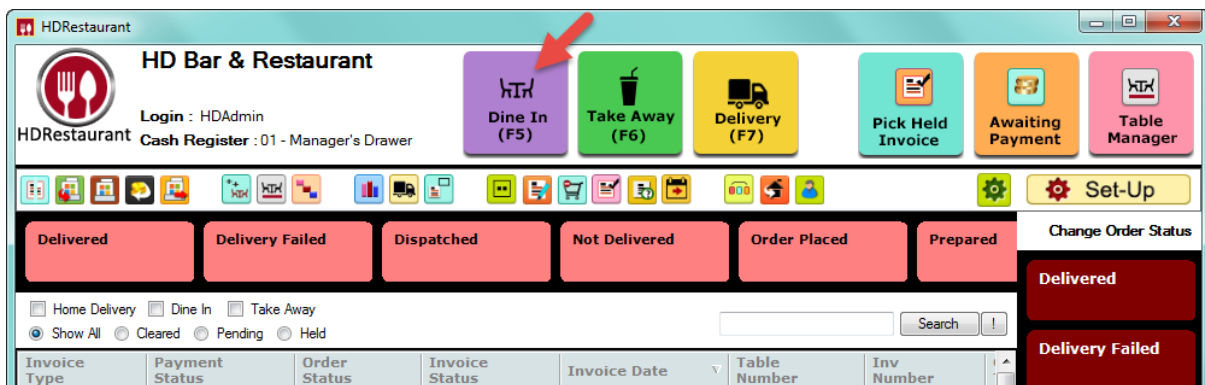 HDRestaurant
HD Bar & Restaurant
Login : HDAdmin
HDRestaurant
Cash Register : 01 - Manager's Drawer
Dine In
(F5)
Take Away
(F6)
Delivery
(F7)
Pick Held
Invoice
Awaiting
Payment
Table
Manager
Set-Up
Delivered
Delivery Failed
Dispatched
Not Delivered
Order Placed
Prepared
Change Order Status
Delivered
Delivery Failed
Home Delivery Dine In Take Away
Show All Cleared Pending Held
Search !
Invoice
Type
Payment
Status
Order
Status
Invoice
Status
Invoice Date
Table
Number
Inv
Number